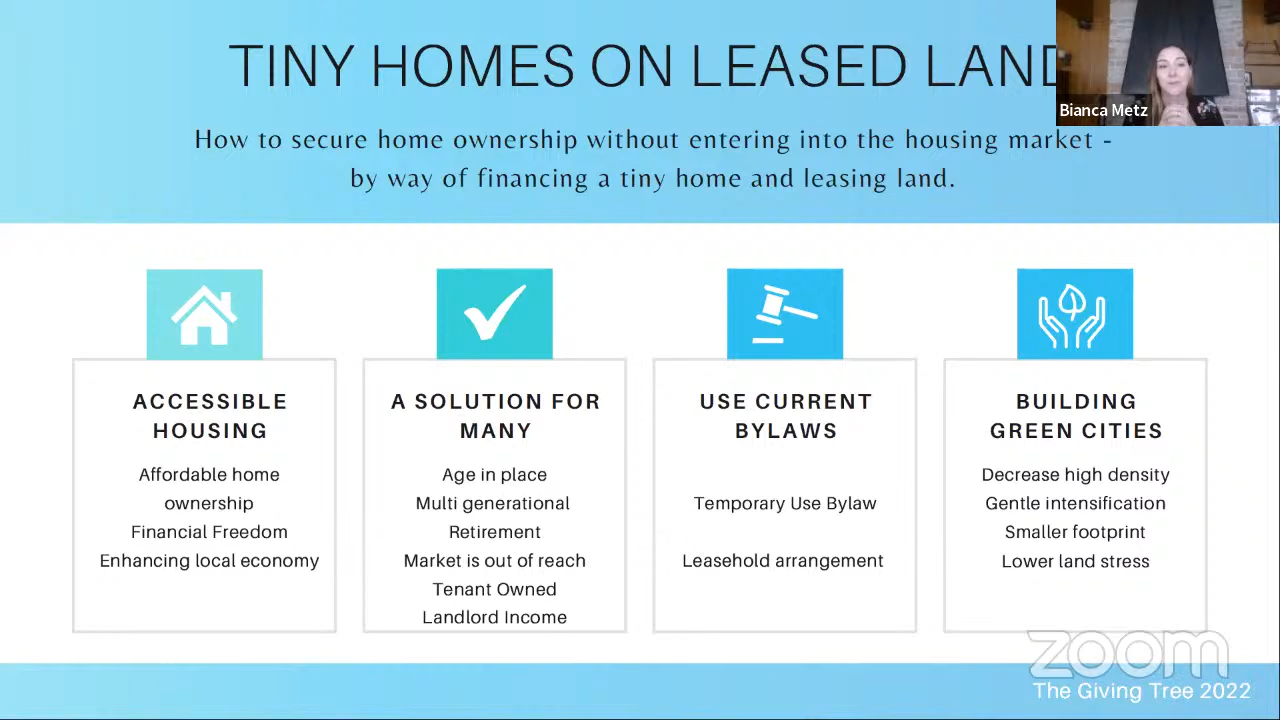 TINY HOMES ON LEASED LAND
Bianca Metz
How to secure home ownership without entering into the housing market -
by way of financing a tiny home and leasing land.
ACCESSIBLE
HOUSING
Affordable home
ownership
Financial Freedom
Enhancing local economy
A SOLUTION FOR
MANY
Age in place
Multi generational
Retirement
Market is out of reach
Tenant Owned
Landlord Income
USE CURRENT
BYLAWS
Temporary Use Bylaw
Leasehold arrangement
BUILDING
GREEN CITIES
Decrease high density
Gentle intensification
Smaller footprint
Lower land stress
zoom
The Giving Tree 2022